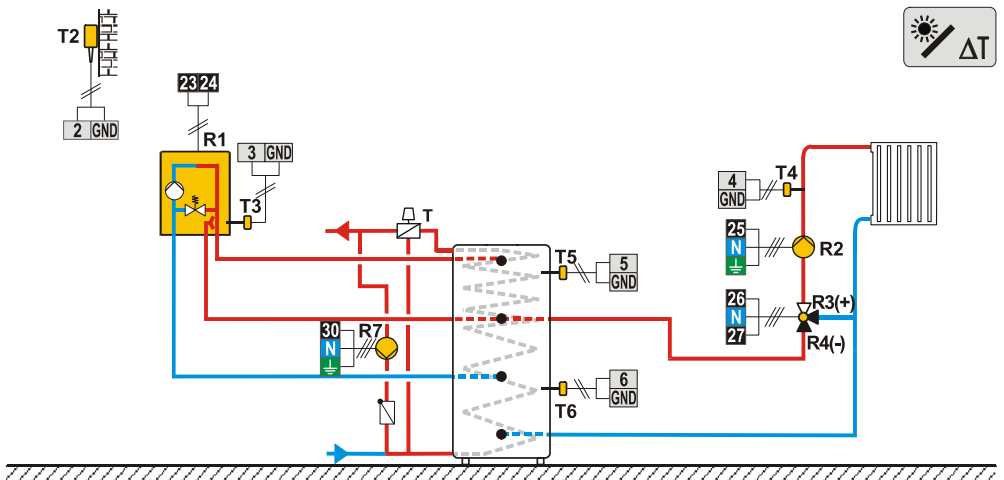 T2
ΔT
23 24
2 GND
R1
3 GND
T3
T
4
GND
T4
25
N
R2
T5
5
GND
26
N
27
R3(+)
R4(-)
30
N
R7
6
GND
T6